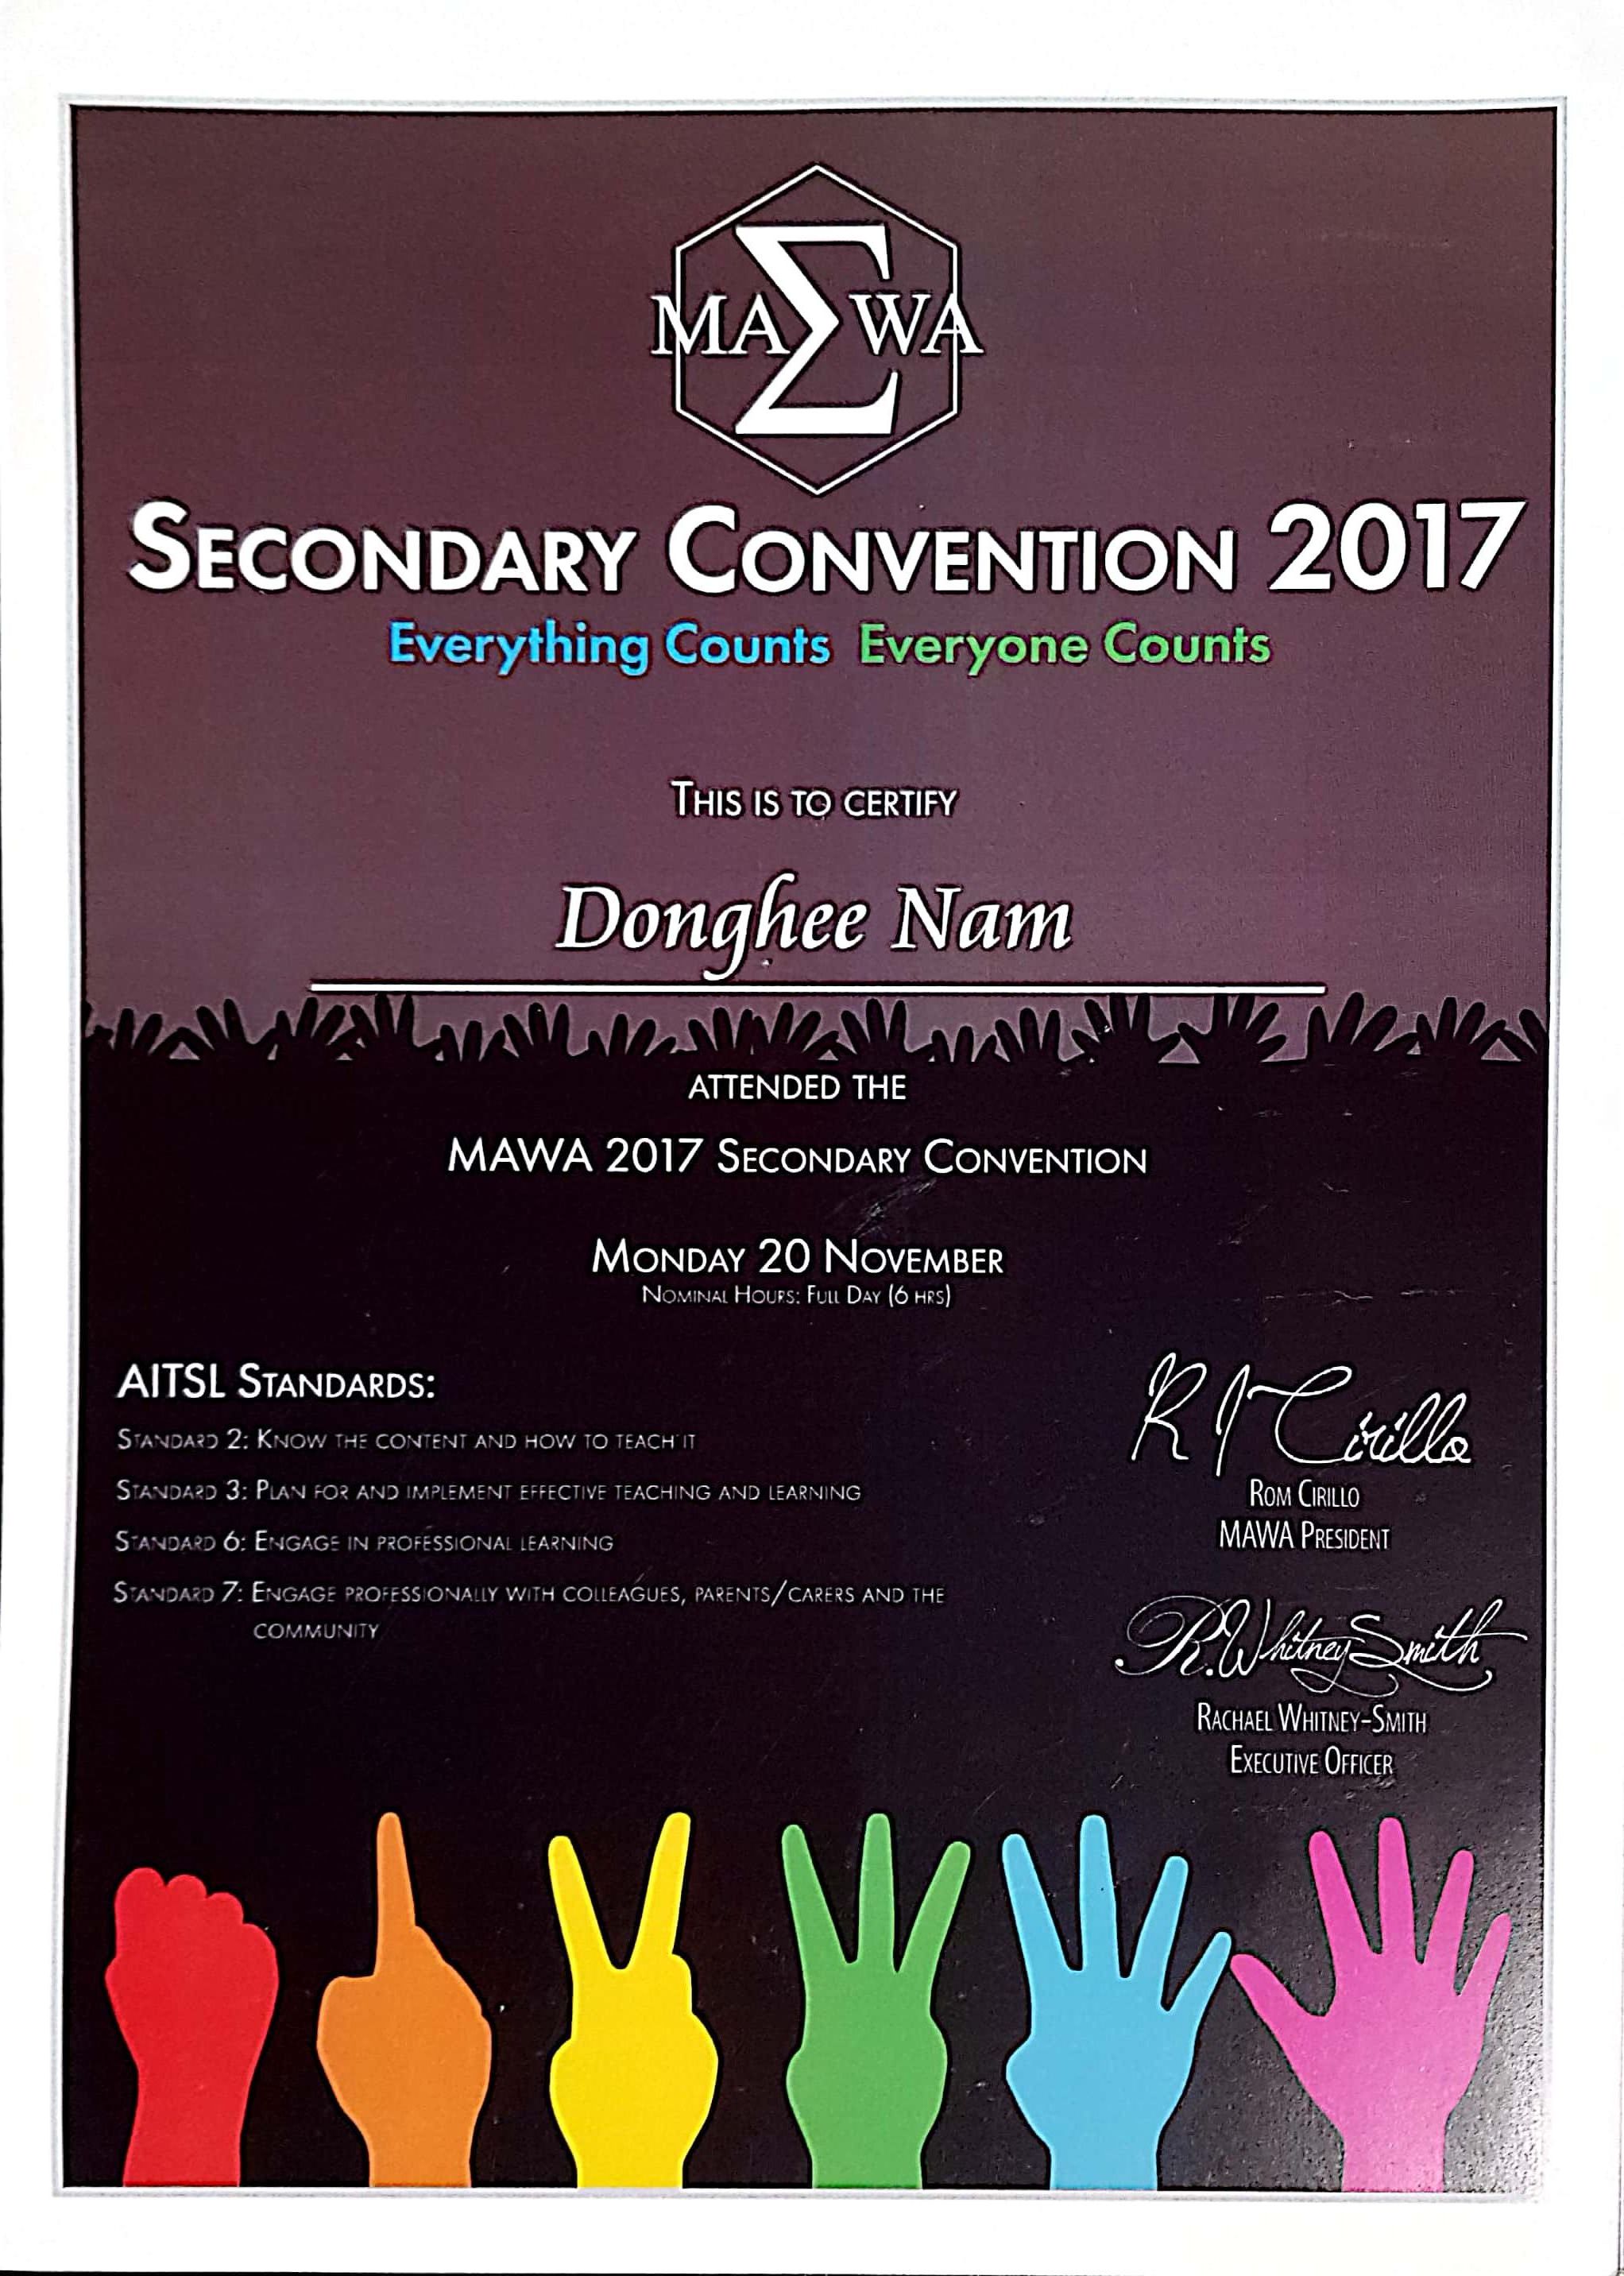 MAΣWA
SECONDARY CONVENTION 2017
Everything Counts Everyone Counts
THIS IS TO CERTIFY
Donghee Nam
ATTENDED THE
MAWA 2017 SECONDARY CONVENTION
MONDAY 20 NOVEMBER
NOMINAL HOURS: FULL DAY (6 HRS)
AITSL STANDARDS:
STANDARD 2: KNOW THE CONTENT AND HOW TO TEACH IT
STANDARD 3: PLAN FOR AND IMPLEMENT EFFECTIVE TEACHING AND LEARNING
STANDARD 6: ENGAGE IN PROFESSIONAL LEARNING
STANDARD 7: ENGAGE PROFESSIONALLY WITH COLLEAGUES, PARENTS/CARERS AND THE
COMMUNITY
R J Cirillo
ROM CIRILLO
MAWA PRESIDENT
R. Whitney Smith
RACHAEL WHITNEY-SMITH
EXECUTIVE OFFICER